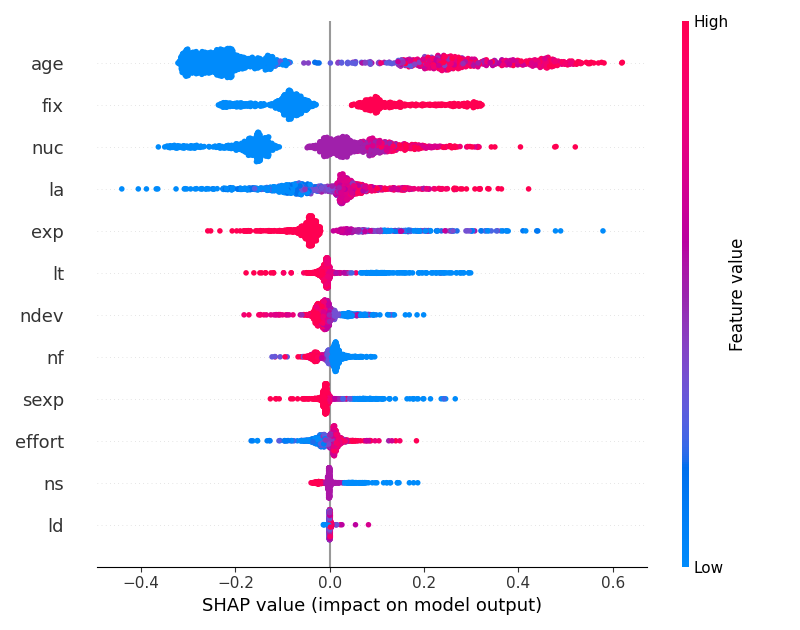 High
age
fix
nuc
la
exp
lt
ndev
nf
sexp
effort
ns
ld
Feature value
Low
−0.4 −0.2 0.0 0.2 0.4 0.6
SHAP value (impact on model output)